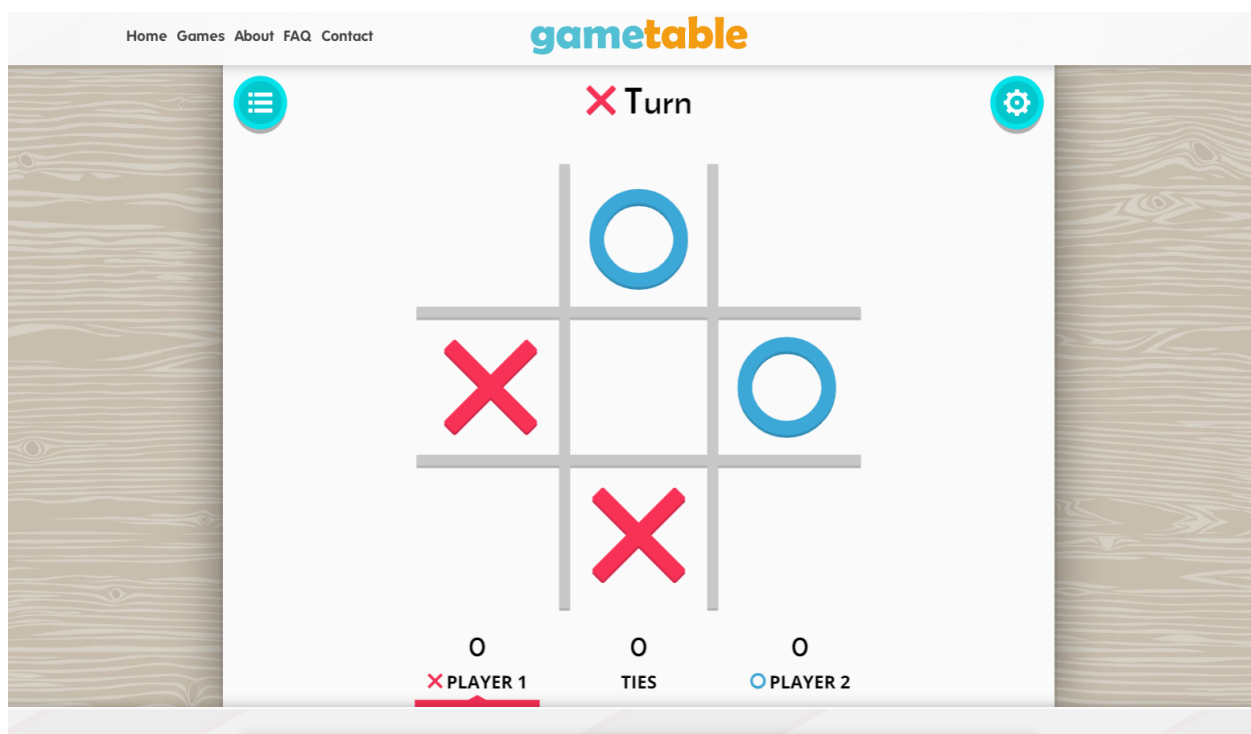 Home Games About FAQ Contact
gametable
Turn
0 0 0
PLAYER 1 TIES PLAYER 2